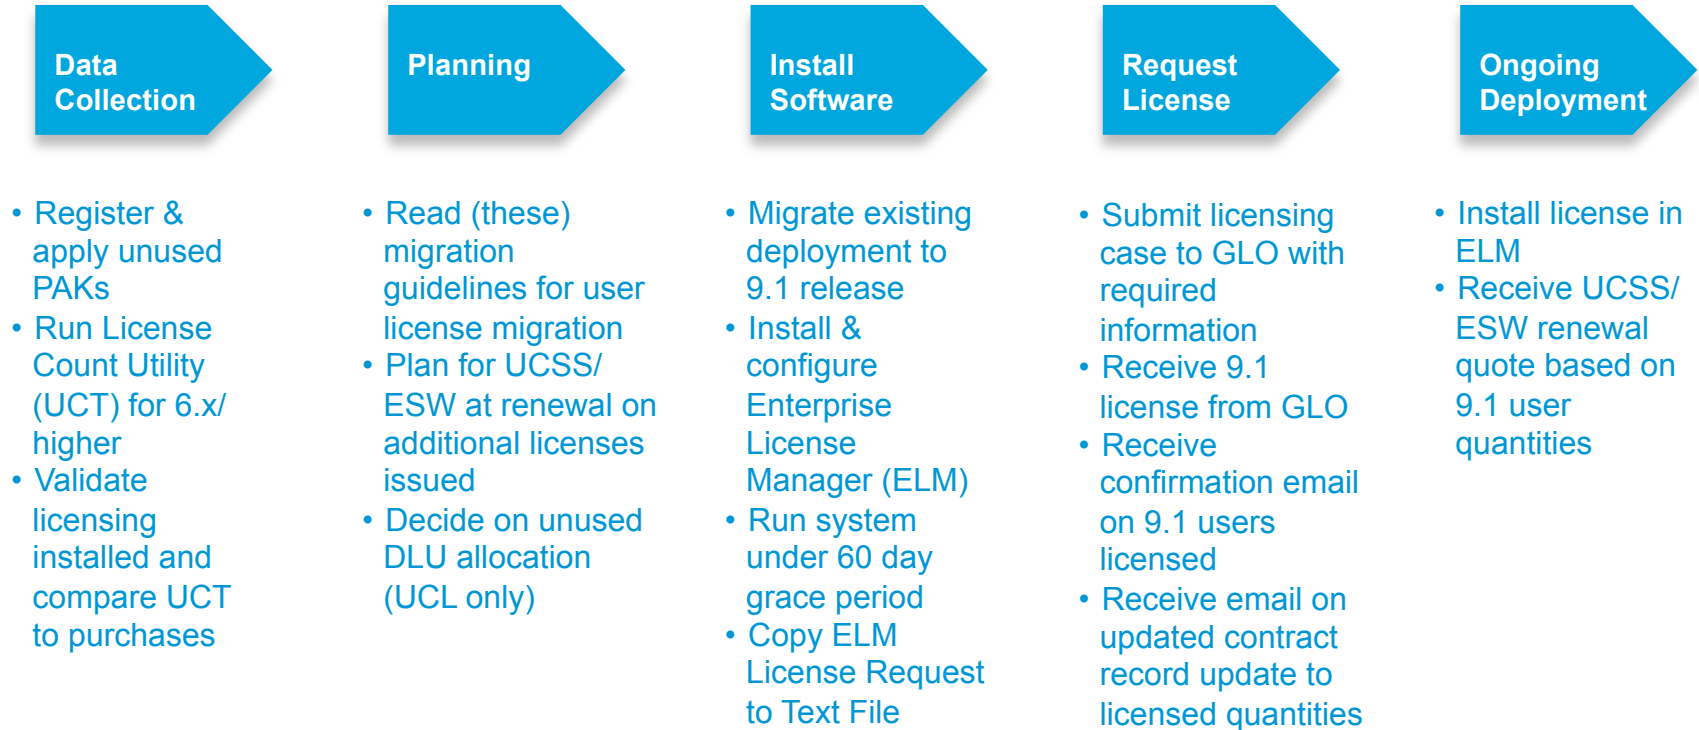 Data
Collection
Planning
Install
Software
Request
License
Ongoing
Deployment
• Register &
apply unused
PAKs
• Run License
Count Utility
(UCT) for 6.x/
higher
• Validate
licensing
installed and
compare UCT
to purchases
• Read (these)
migration
guidelines for user
license migration
• Plan for UCSS/
ESW at renewal on
additional licenses
issued
• Decide on unused
DLU allocation
(UCL only)
• Migrate existing
deployment to
9.1 release
• Install &
configure
Enterprise
License
Manager (ELM)
• Run system
under 60 day
grace period
• Copy ELM
License Request
to Text File
• Submit licensing
case to GLO with
required
information
• Receive 9.1
license from GLO
• Receive
confirmation email
on 9.1 users
licensed
• Receive email on
updated contract
record update to
licensed quantities
• Install license in
ELM
• Receive UCSS/
ESW renewal
quote based on
9.1 user
quantities